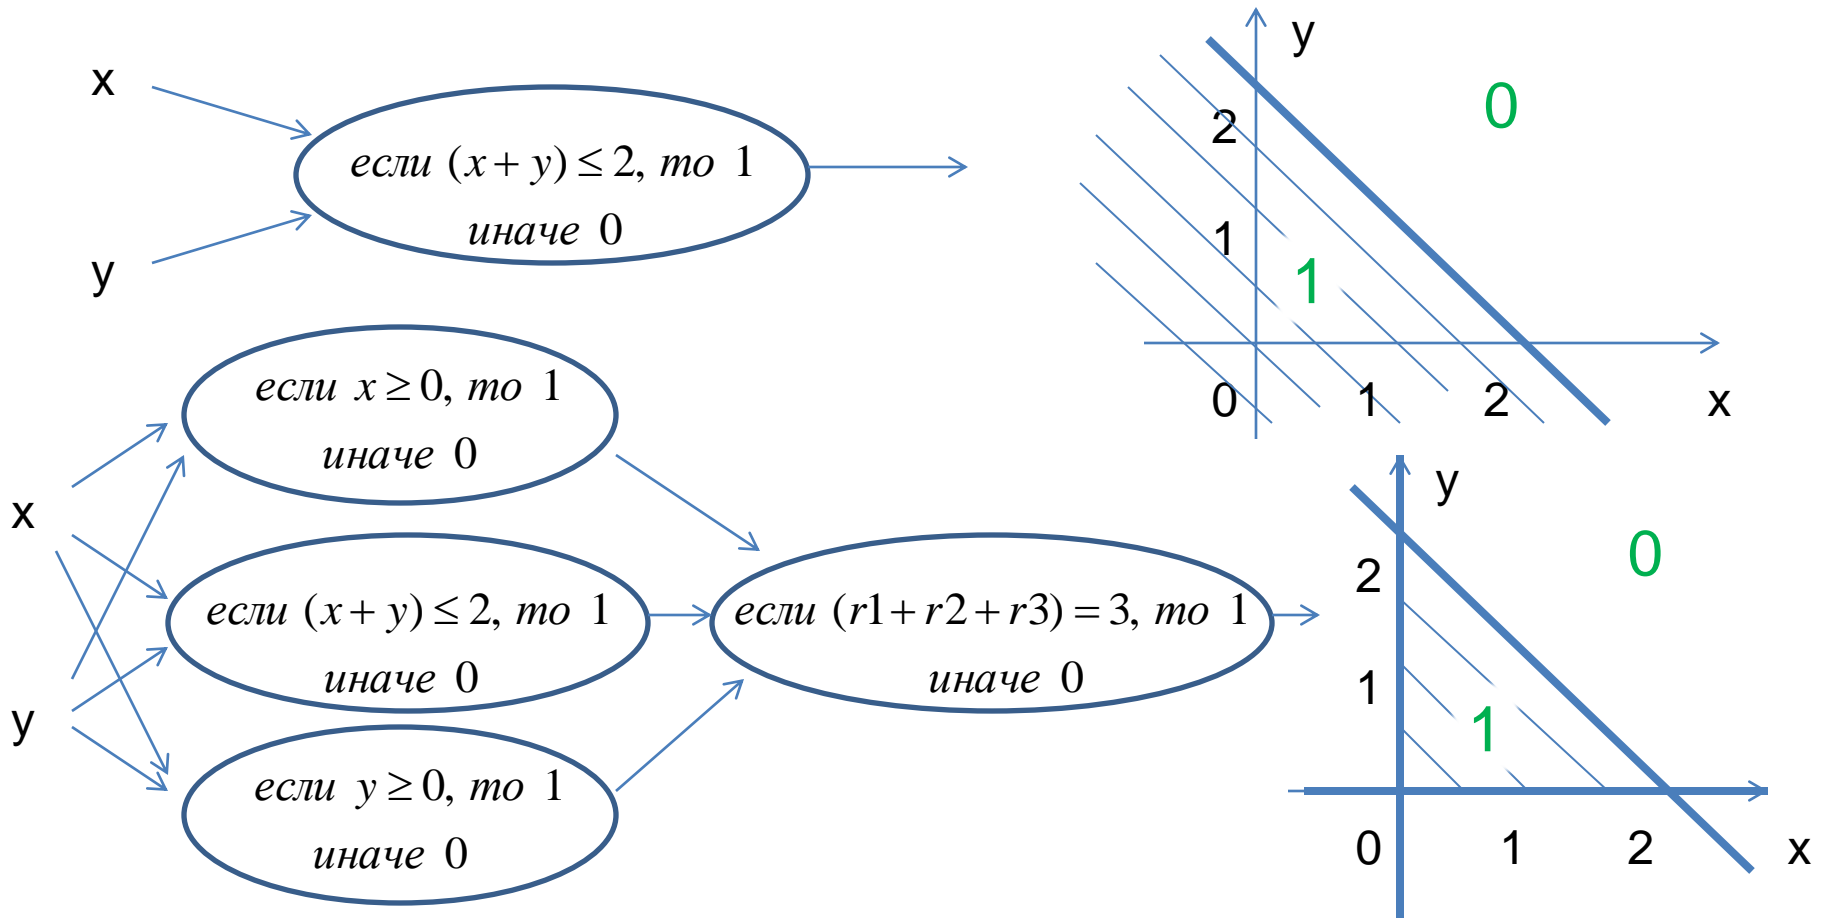 x
y
если (x + y) ≤ 2, то 1
иначе 0
y
0
2
1
1
0
1
2
x
x
y
если x ≥ 0, то 1
иначе 0
если (x + y) ≤ 2, то 1
иначе 0
если y ≥ 0, то 1
иначе 0
если (r1 + r2 + r3) = 3, то 1
иначе 0
y
0
2
1
1
0
1
2
x